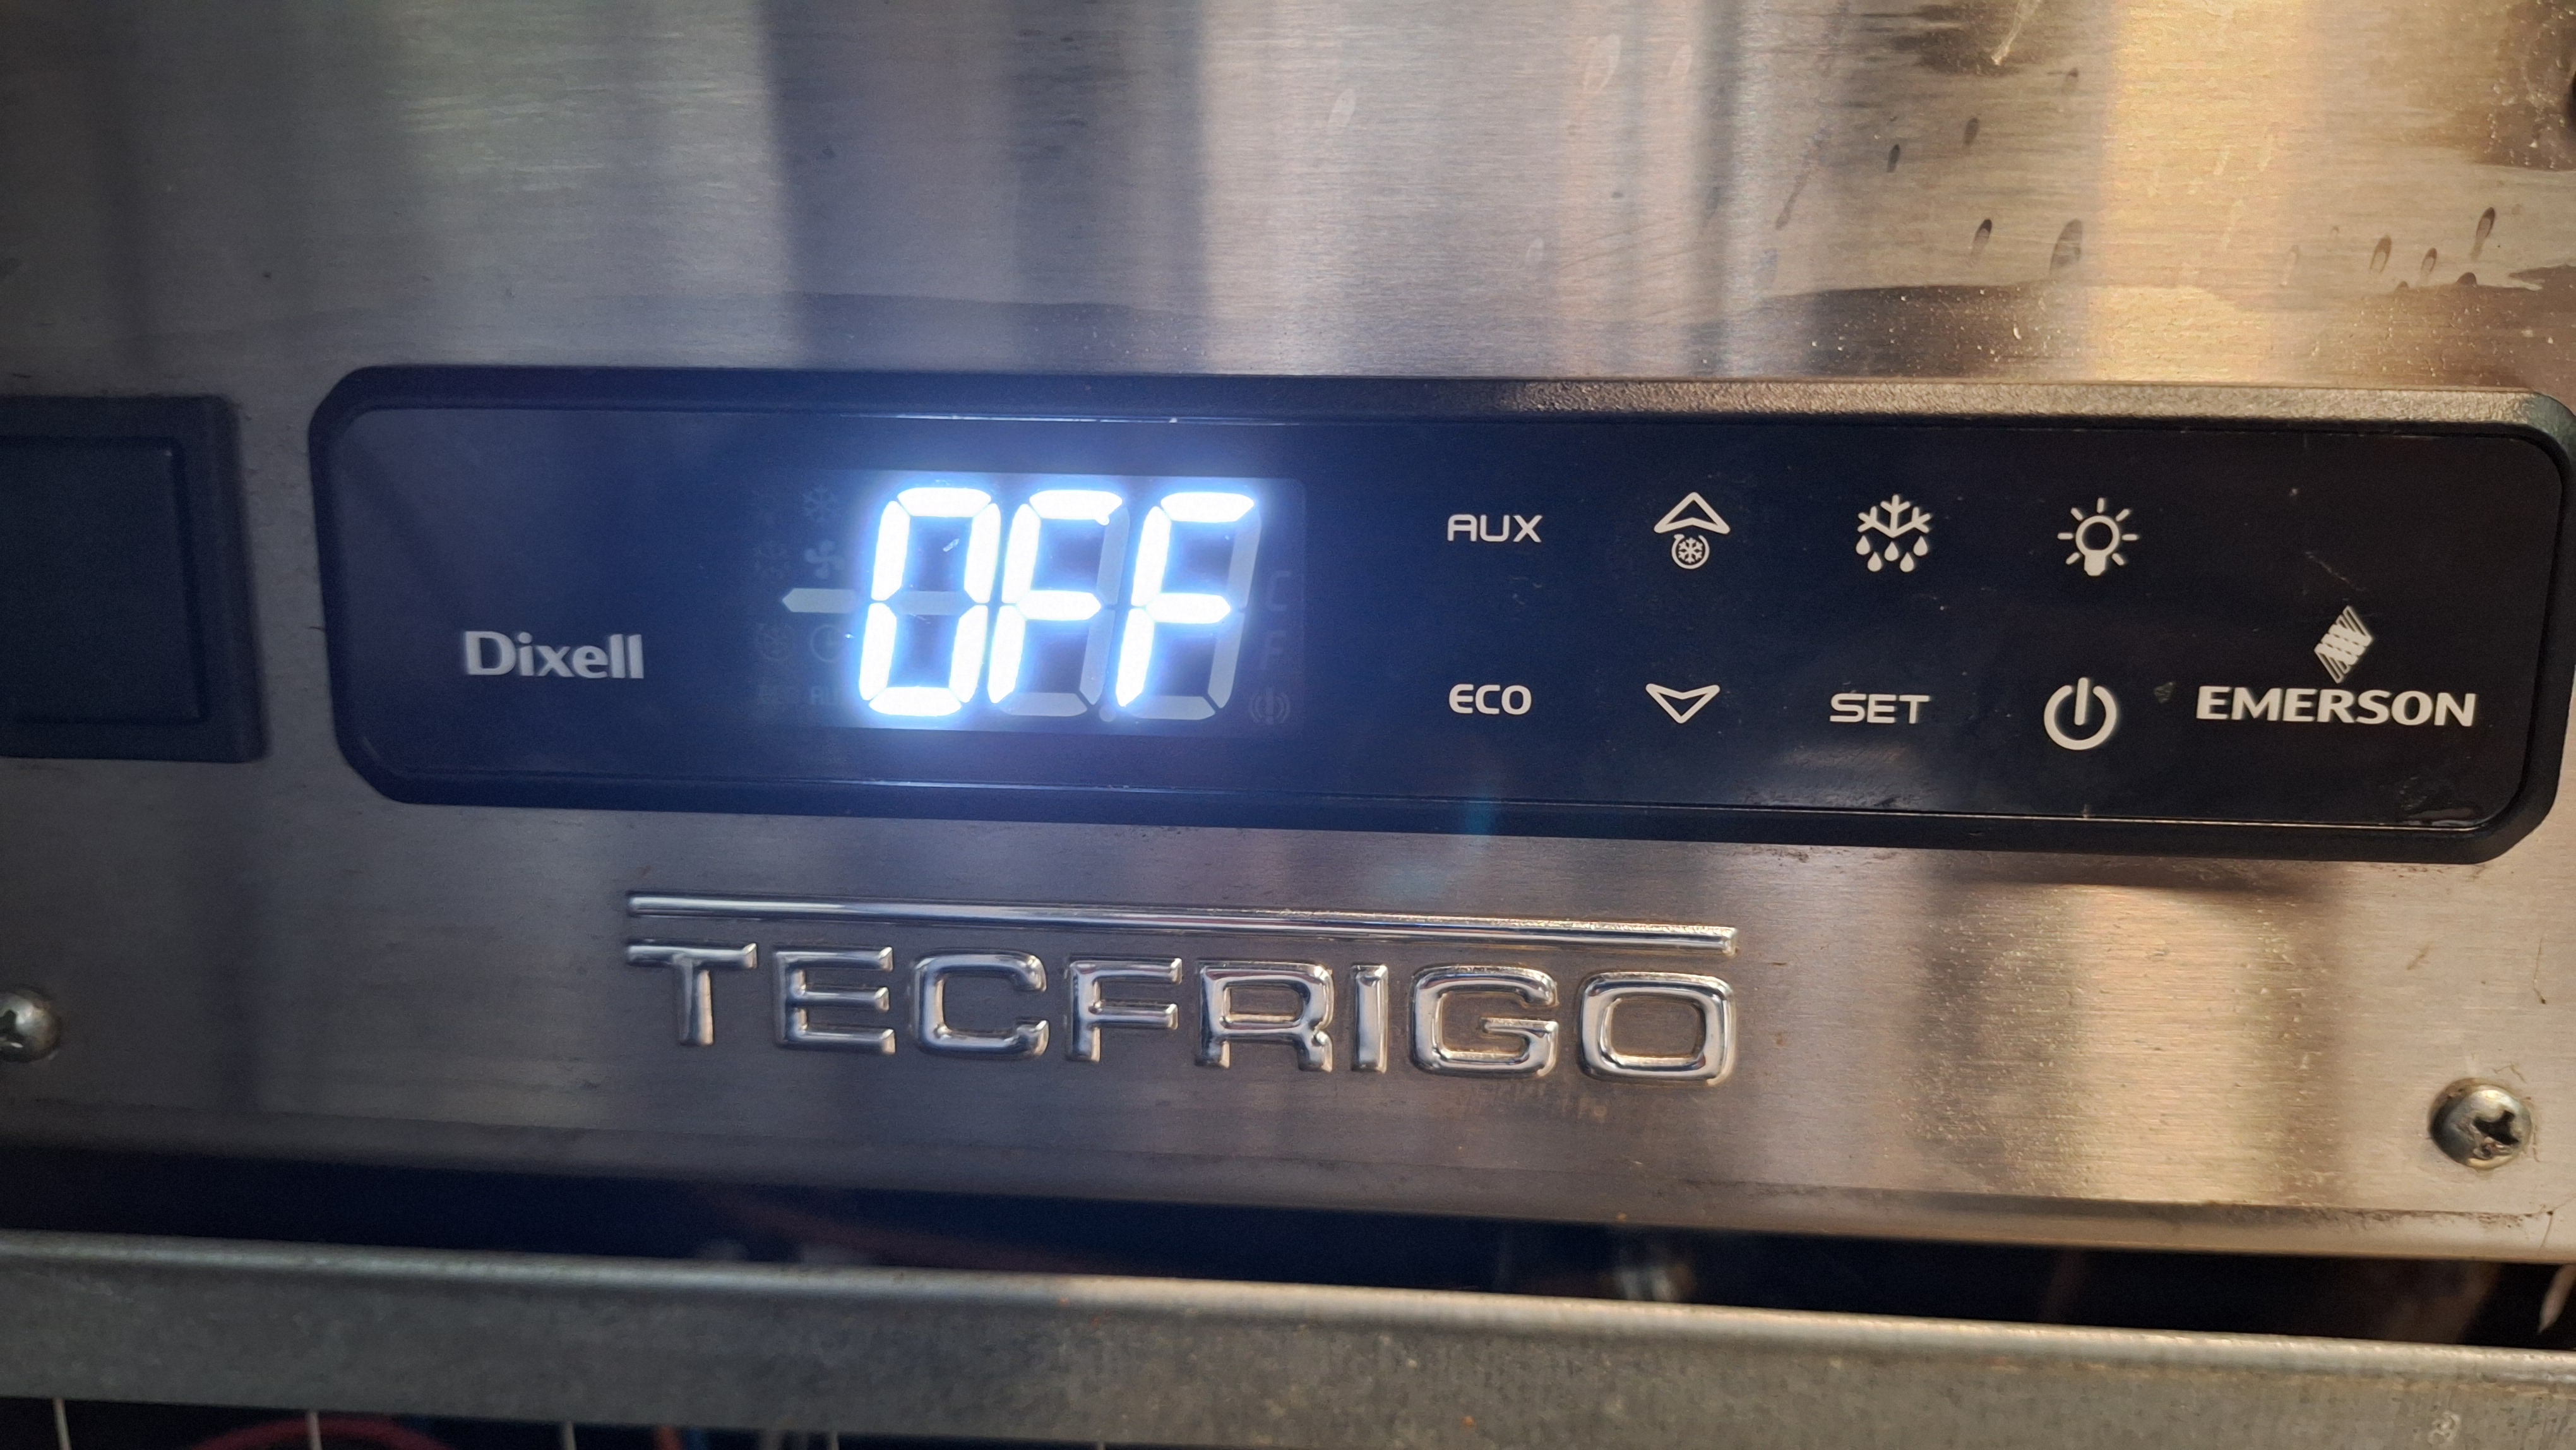 OFF
AUX
Dixell
ECO
SET
EMERSON
TECFRIGO